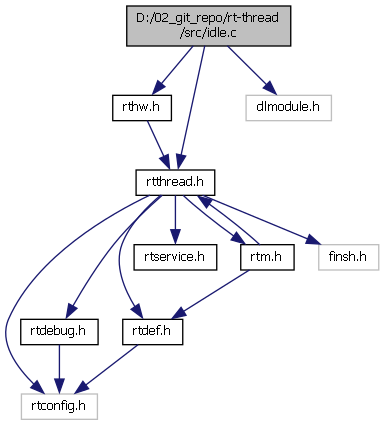 D:/02_git_repo/rt-thread
/src/idle.c
rthw.h
dlmodule.h
rtthread.h
rtservice.h
rtm.h
finsh.h
rtdebug.h
rtdef.h
rtconfig.h